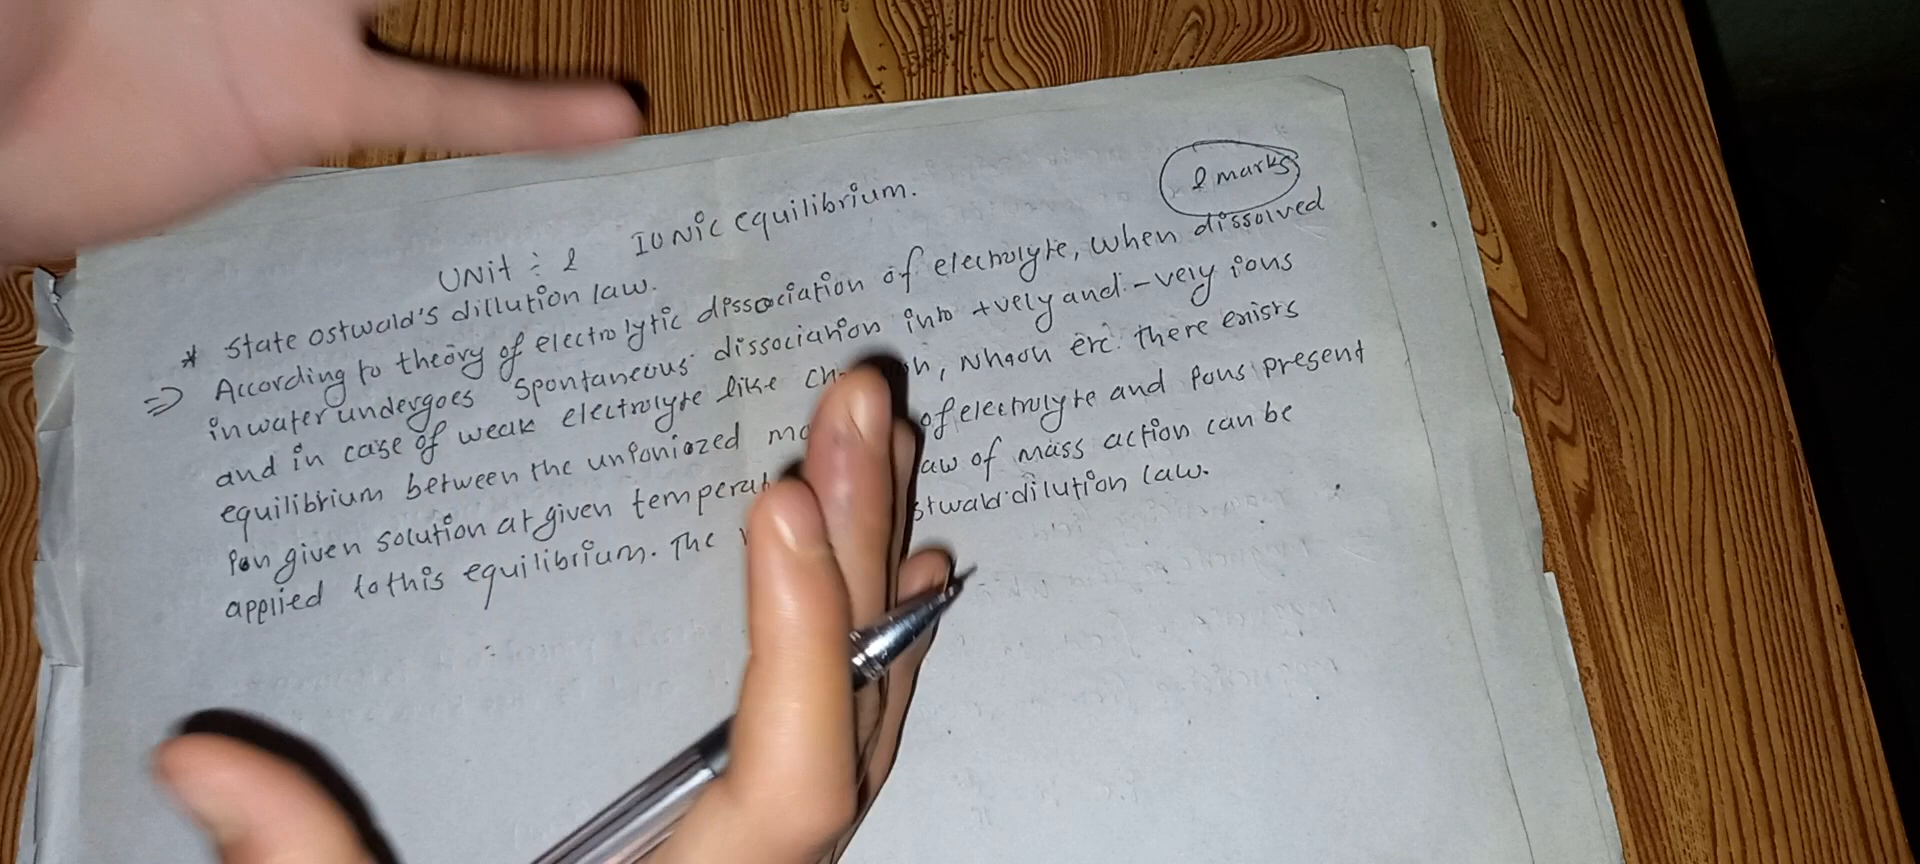 2 marks
UNit : 2 IONic equilibrium.
* State ostwald's dillution law.
⇒ According to theory of electrolytic dissociation of electrolyte, when dissolved
in water undergoes spontaneous dissociation into +vely and -vely ions
and in case of weak electrolyte like etc. there exists
equilibrium between the unionized of electrolyte and ions present
given solution at given law of mass action can be
applied to this equilibrium. The dilution law.